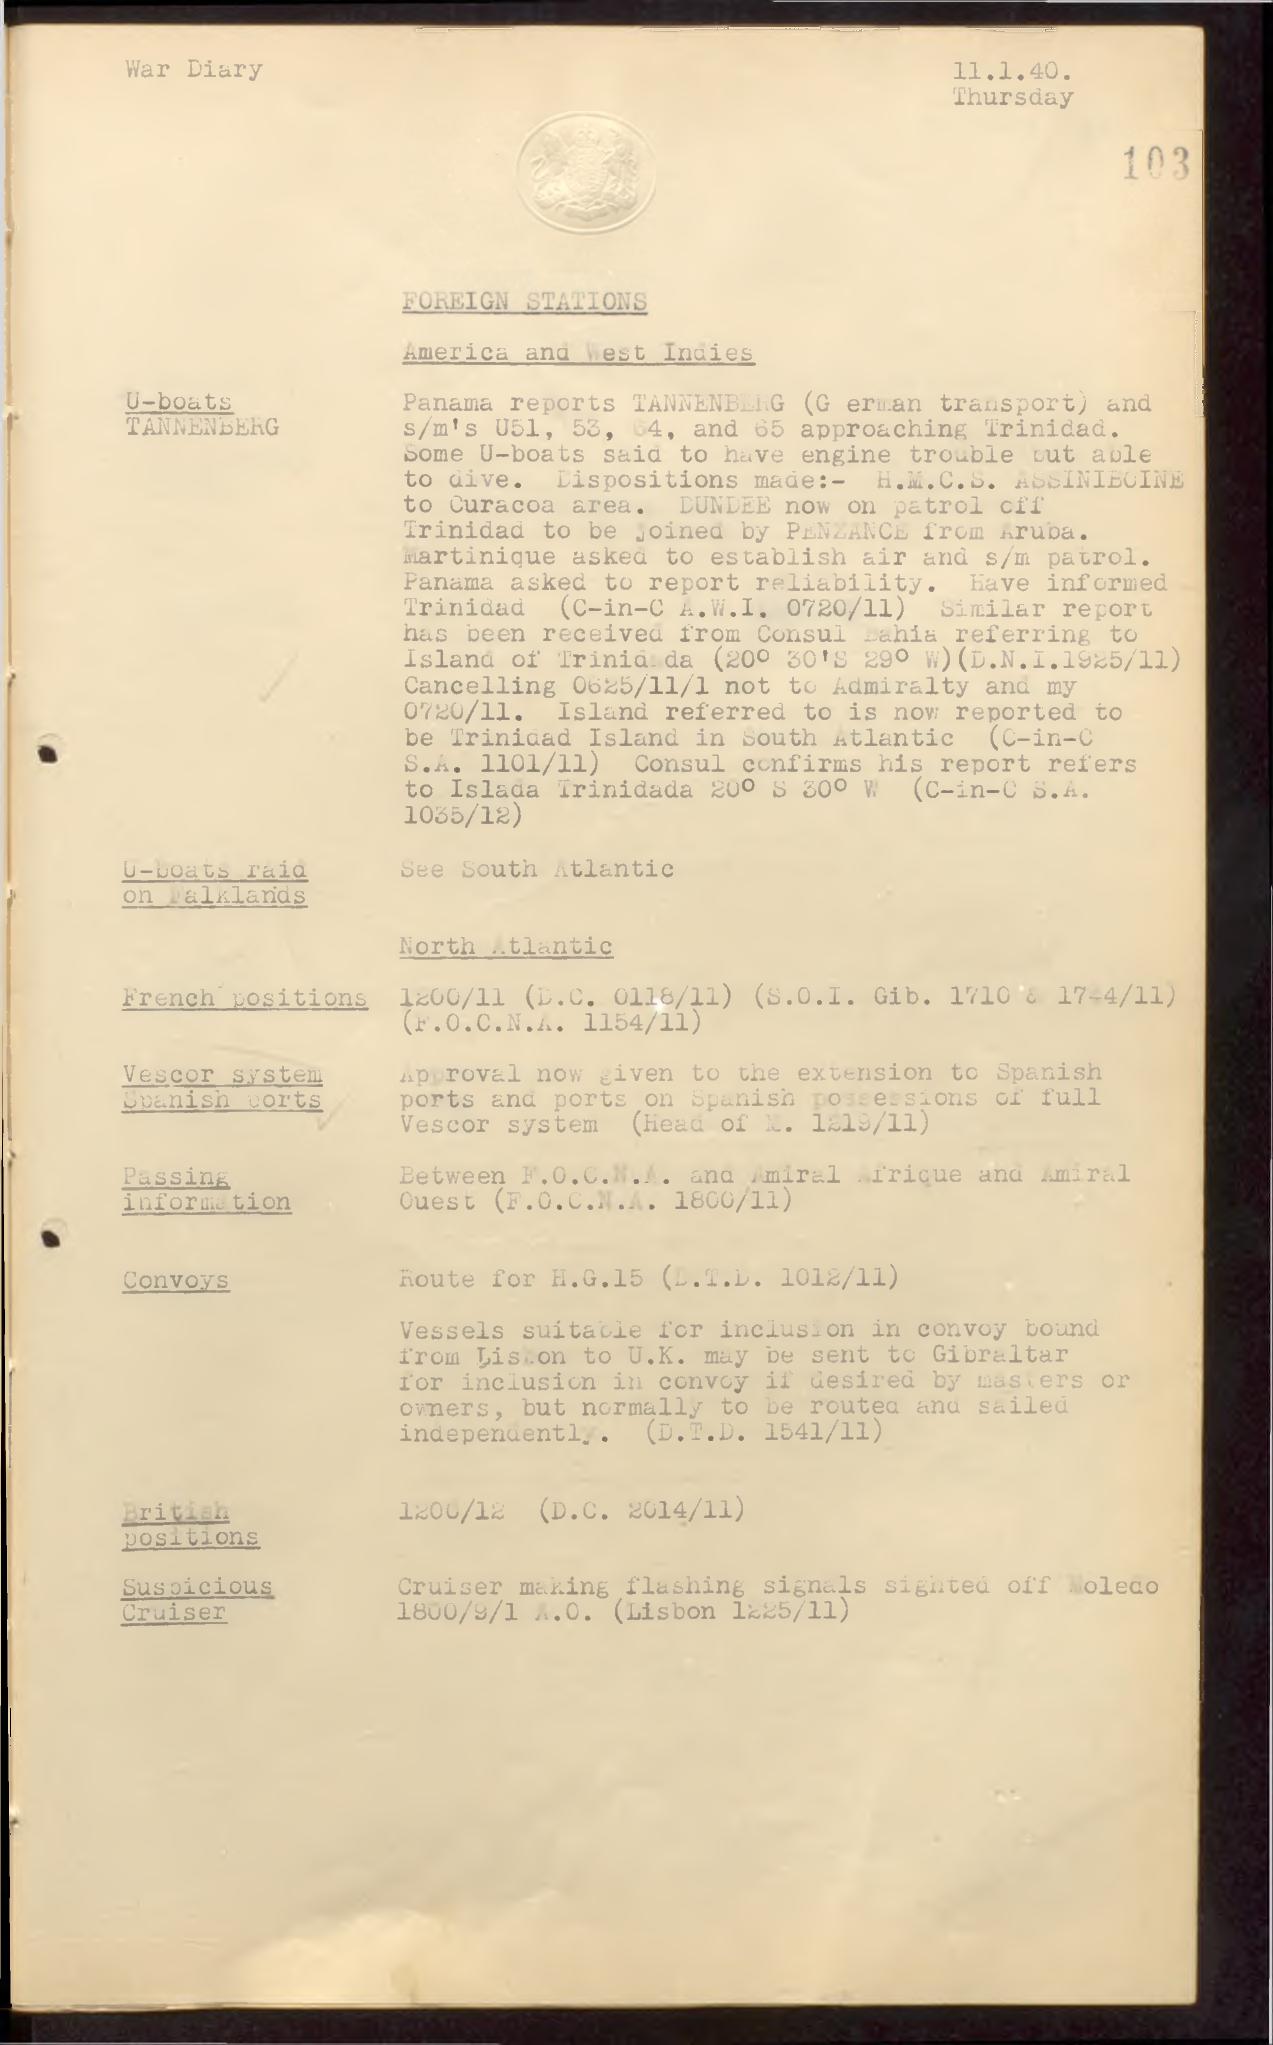 War Diary
11.1.40.
Thursday
103
FOREIGN STATIONS
America and West Indies
U-boats
TANNENBERG
Panama reports TANNENBERG (G erman transport) and
s/m's U51, 53, 64, and 65 approaching Trinidad.
Some U-boats said to have engine trouble but able
to dive. Dispositions made:- H.M.C.S. ASSINIBOINE
to Curacoa area. DUNDEE now on patrol off
Trinidad to be joined by PENZANCE from Aruba.
Martinique asked to establish air and s/m patrol.
Panama asked to report reliability. Have informed
Trinidad (C-in-C A.W.I. 0720/11) Similar report
has been received from Consul Bahia referring to
Island of Trinidada (20° 30'S 29° W)(D.N.I.1925/11)
Cancelling 0625/11/1 not to Admiralty and my
0720/11. Island referred to is now reported to
be Trinidad Island in South Atlantic (C-in-C
S.A. 1101/11) Consul confirms his report refers
to Islada Trinidada 20° S 30° W (C-in-C S.A.
1035/12)
U-boats raid
on Falklands
See South Atlantic
North Atlantic
French positions
1200/11 (D.C. 0118/11) (S.O.I. Gib. 1710 & /11)
(F.O.C.N.A. 1154/11)
Vescor system
Spanish ports
Approval now given to the extension to Spanish
ports and ports on Spanish possessions of full
Vescor system (Head of M. 1219/11)
Passing
information
Between F.O.C.N.A. and Amiral Afrique and Amiral
Ouest (F.O.C.N.A. 1800/11)
Convoys
Route for H.G.15 (D.T.D. 1012/11)
Vessels suitable for inclusion in convoy bound
from Lisbon to U.K. may be sent to Gibraltar
for inclusion in convoy if desired by masters or
owners, but normally to be routed and sailed
independently. (D.T.D. 1541/11)
British
positions
1200/12 (D.C. 2014/11)
Suspicious
Cruiser
Cruiser making flashing signals sighted off Moledo
1800/9/1 A.O. (Lisbon 1225/11)